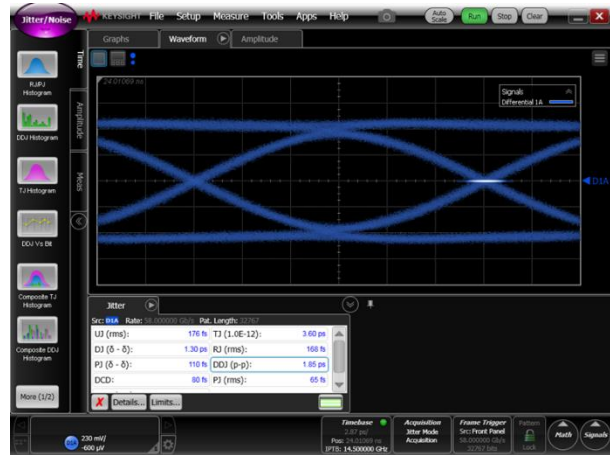 Jitter/Noise
KEYSIGHT File Setup Measure Tools Apps Help
Auto Scale
Run
Stop
Clear
Graphs
Waveform
Amplitude
RJ/PJ Histogram
DDJ Histogram
TJ Histogram
DDJ Vs Bit
Composite TJ Histogram
Composite DDJ Histogram
More (1/2)
Time
Amplitude
Meas
24.01069 ns
Signals
Differential 1A
D1A
Jitter
Src: D1A Rate: 58.000000 Gb/s Pat. Length: 32767
UJ (rms): 176 fs TJ (1.0E-12): 3.60 ps
DJ (δ - δ): 1.30 ps RJ (rms): 168 fs
PJ (δ - δ): 110 fs DDJ (p-p): 1.85 ps
DCD: 80 fs PJ (rms): 65 fs
X Details... Limits...
D1A
230 mV/
-600 µV
Timebase
2.87 ps/
Pos: 24.01069 ns
IPTB: 14.500000 GHz
Acquisition
Jitter Mode
Acquisition
Frame Trigger
Src: Front Panel
58.000000 Gb/s
32767 bits
Pattern
Lock
Math
Signals